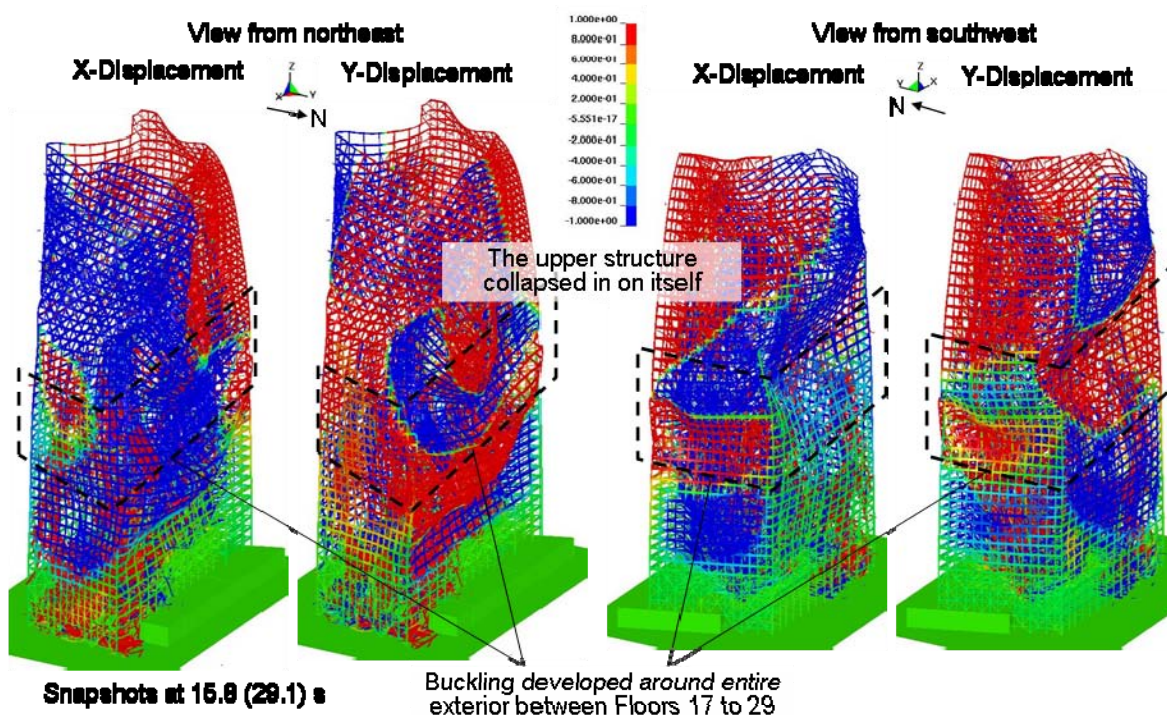 View from northeast
X-Displacement
Y-Displacement
Z
X
Y
N
1.000e+00
8.000e-01
6.000e-01
4.000e-01
2.000e-01
-5.551e-17
-2.000e-01
-4.000e-01
-6.000e-01
-8.000e-01
-1.000e+00
View from southwest
X-Displacement
Y-Displacement
Z
Y
X
N
The upper structure
collapsed in on itself
Snapshots at 15.8 (29.1) s
Buckling developed around entire
exterior between Floors 17 to 29